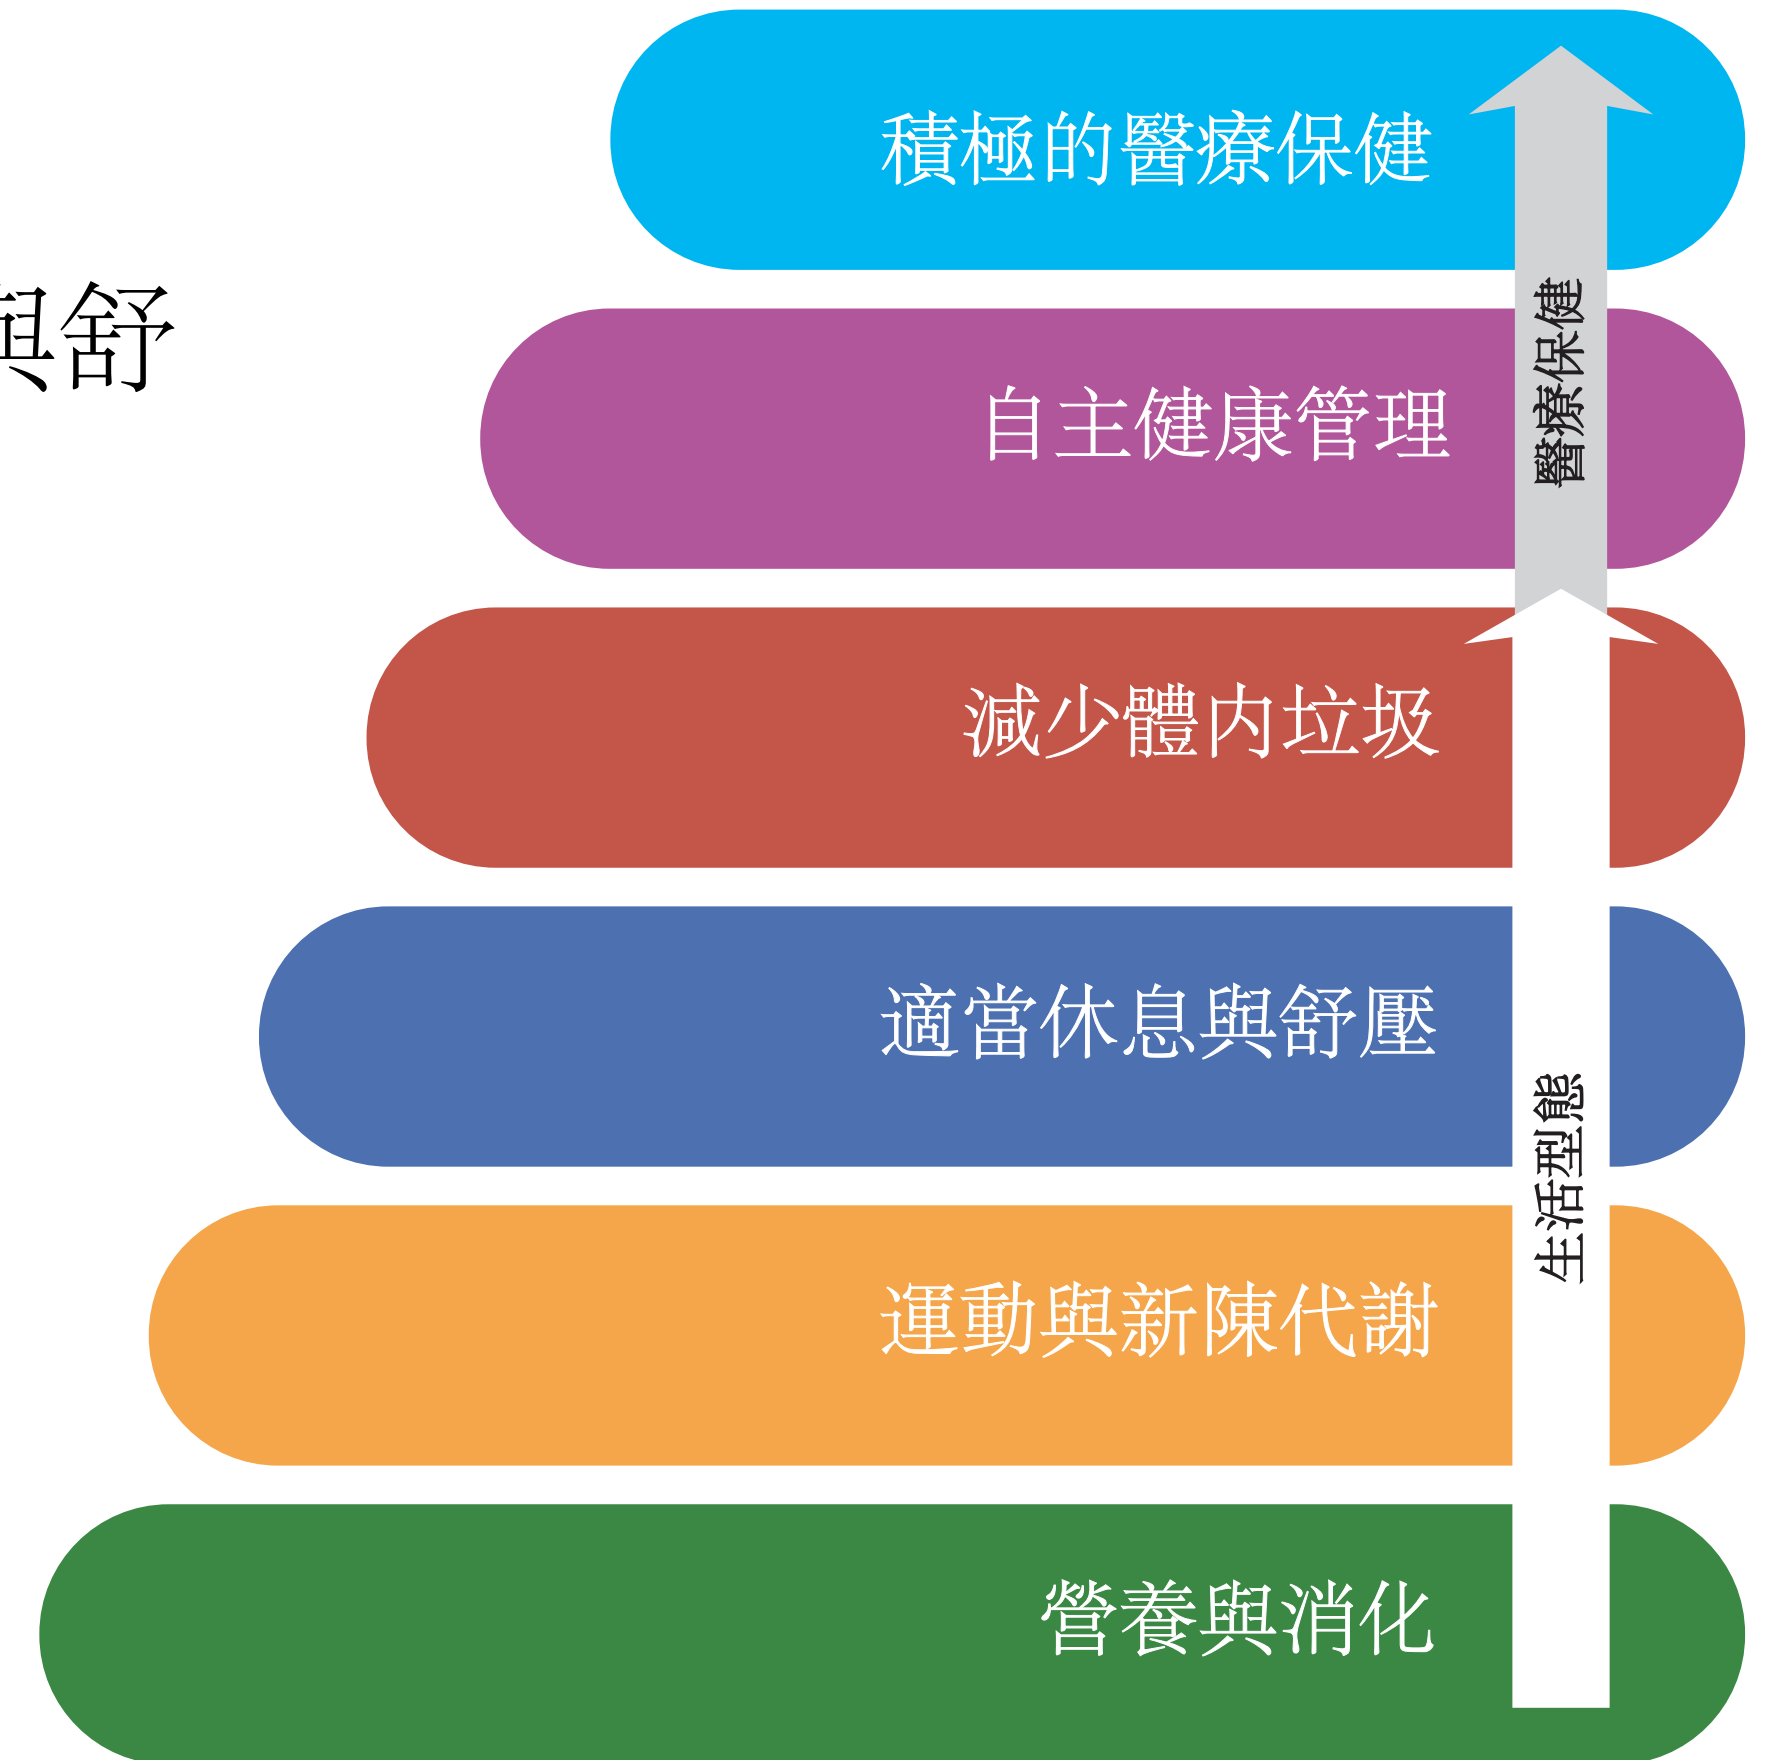 積極的醫療保健
與舒
自主健康管理
醫療保健
減少體內垃圾
適當休息與舒壓
生活型態
運動與新陳代謝
營養與消化